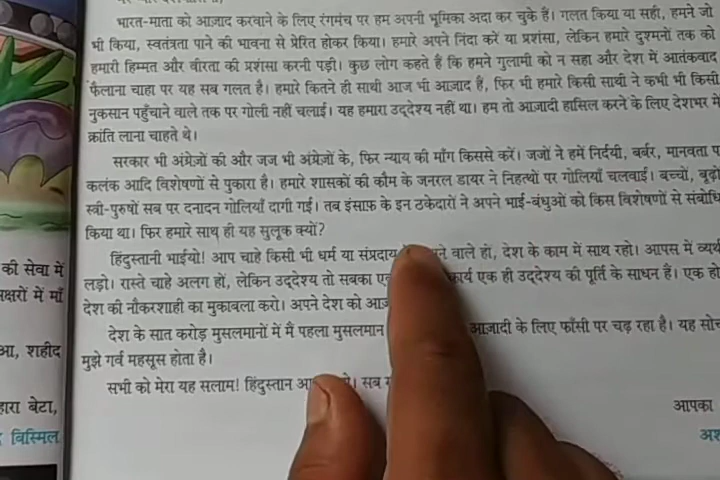 भारत-माता को आज़ाद करवाने के लिए रंगमंच पर हम अपनी भूमिका अदा कर चुके हैं। गलत किया या सही, हमने जो
भी किया, स्वतंत्रता पाने की भावना से प्रेरित होकर किया। हमारे अपने निंदा करें या प्रशंसा, लेकिन हमारे दुश्मनों तक को
हमारी हिम्मत और वीरता की प्रशंसा करनी पड़ी। कुछ लोग कहते हैं कि हमने गुलामी को न सहा और देश में आतंकवाद
फैलाना चाहा पर यह सब गलत है। हमारे कितने ही साथी आज भी आज़ाद हैं, फिर भी हमारे किसी साथी ने कभी भी किसी
नुकसान पहुँचाने वाले तक पर गोली नहीं चलाई। यह हमारा उद्देश्य नहीं था। हम तो आज़ादी हासिल करने के लिए देशभर में
क्रांति लाना चाहते थे।
सरकार भी अंग्रेज़ों की और जज भी अंग्रेज़ों के, फिर न्याय की माँग किससे करें। जजों ने हमें निर्दयी, बर्बर, मानवता प
कलंक आदि विशेषणों से पुकारा है। हमारे शासकों की कौम के जनरल डायर ने निहत्थों पर गोलियाँ चलवाईं। बच्चों, बूढ़ों
स्त्री-पुरुषों सब पर दनादन गोलियाँ दागी गईं। तब इंसाफ़ के इन ठकेदारों ने अपने भाई-बंधुओं को किस विशेषणों से संबोधि
किया था। फिर हमारे साथ ही यह सुलूक क्यों?
हिंदुस्तानी भाईयो! आप चाहे किसी भी धर्म या संप्रदाय वाले हों, देश के काम में साथ रहो। आपस में व्यर्थ
लड़ो। रास्ते चाहे अलग हों, लेकिन उद्देश्य तो सबका कार्य एक ही उद्देश्य की पूर्ति के साधन हैं। एक हो
देश की नौकरशाही का मुकाबला करो। अपने देश को
देश के सात करोड़ मुसलमानों में मैं पहला मुसलमान आज़ादी के लिए फाँसी पर चढ़ रहा है। यह सोच
मुझे गर्व महसूस होता है।
सभी को मेरा यह सलाम! हिंदुस्तान सब
आपका
की सेवा में
क्षरों में माँ
आ, शहीद
हारा बेटा,
बिस्मिल